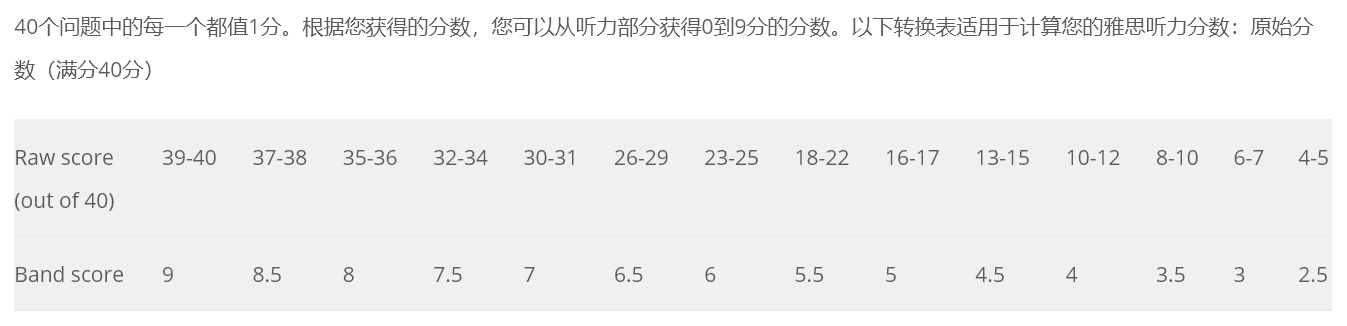 40个问题中的每一个都值1分。根据您获得的分数，您可以从听力部分获得0到9分的分数。以下转换表适用于计算您的雅思听力分数：原始分
数（满分40分）
Raw score 39-40 37-38 35-36 32-34 30-31 26-29 23-25 18-22 16-17 13-15 10-12 8-10 6-7 4-5
(out of 40)
Band score 9 8.5 8 7.5 7 6.5 6 5.5 5 4.5 4 3.5 3 2.5